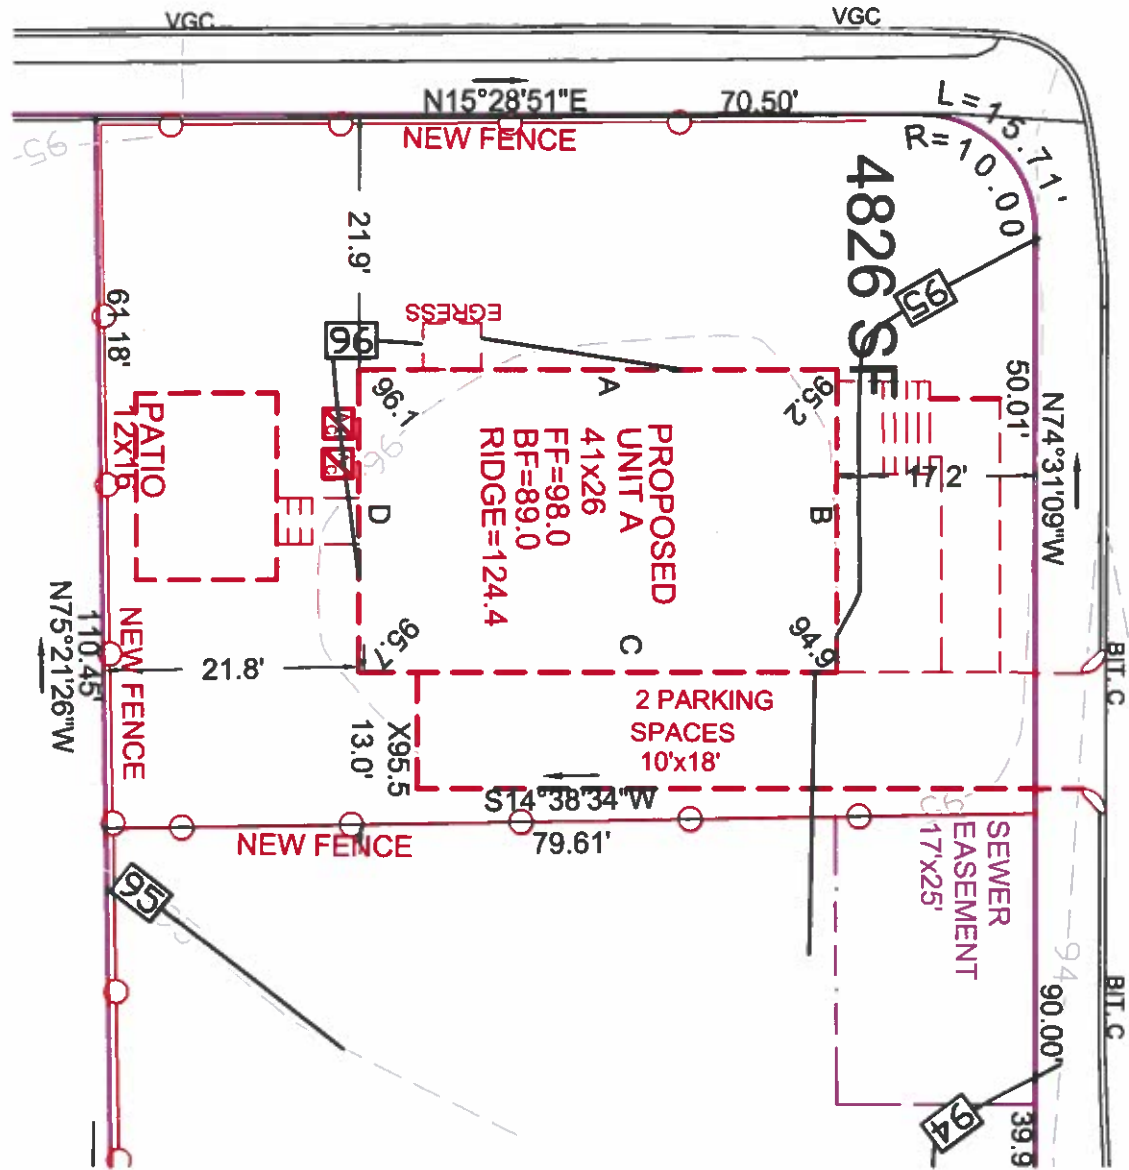 VGC
VGC
N15°28'51"E
70.50'
L=15.71'
R=10.00
NEW FENCE
95
4826 SF
21.9'
95
EGRESS
96
61.18'
50.01'
N74°31'09"W
A
96.1
95.2
A/C
A/C
96
PATIO
12x15
PROPOSED
UNIT A
41x26
FF=98.0
BF=89.0
RIDGE=124.4
17.2'
D
B
C
95.7
94.9
NEW FENCE
110.45'
N75°21'26"W
21.8'
BIT.C
2 PARKING
SPACES
10'x18'
X95.5
13.0'
S14°38'34"W
79.61'
NEW FENCE
95
SEWER
EASEMENT
17'x25'
95
94
90.00'
BIT.C
94
39.9